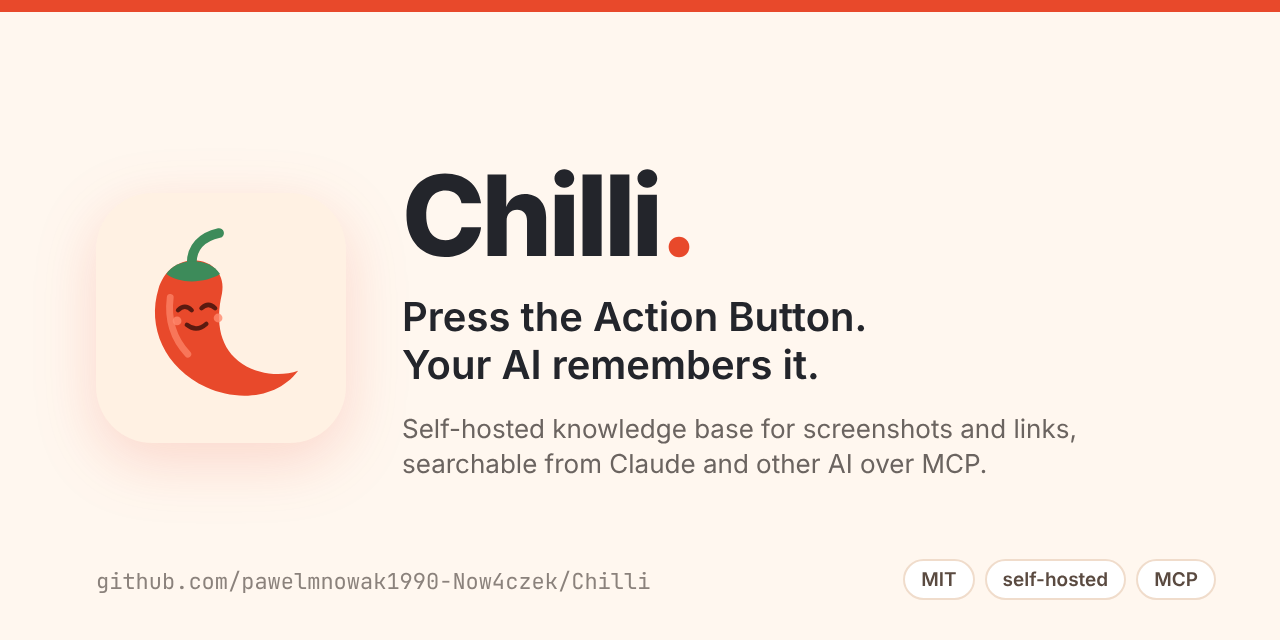 Chilli.
Press the Action Button.
Your AI remembers it.
Self-hosted knowledge base for screenshots and links,
searchable from Claude and other AI over MCP.
github.com/pawelmnowak1990-Now4czek/Chilli
MIT
self-hosted
MCP